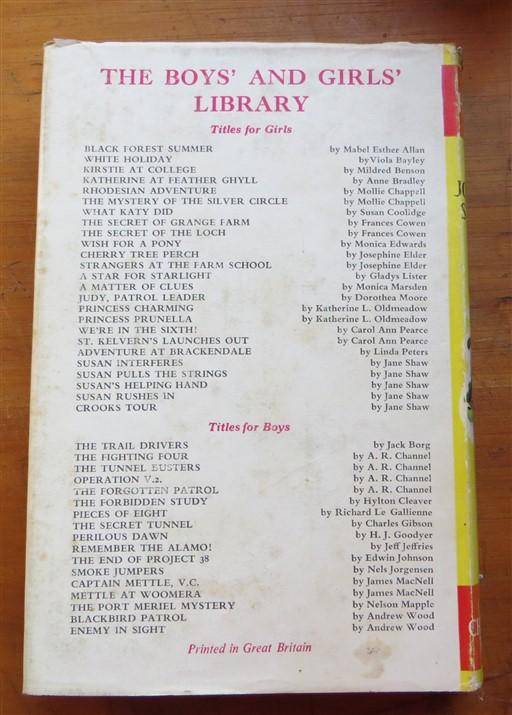 THE BOYS' AND GIRLS'
LIBRARY
Titles for Girls
BLACK FOREST SUMMER by Mabel Esther Allan
WHITE HOLIDAY by Viola Bayley
KIRSTIE AT COLLEGE by Mildred Benson
KATHERINE AT FEATHER GHYLL by Anne Bradley
RHODESIAN ADVENTURE by Mollie Chappell
THE MYSTERY OF THE SILVER CIRCLE by Mollie Chappell
WHAT KATY DID by Susan Coolidge
THE SECRET OF GRANGE FARM by Frances Cowen
THE SECRET OF THE LOCH by Frances Cowen
WISH FOR A PONY by Monica Edwards
CHERRY TREE PERCH by Josephine Elder
STRANGERS AT THE FARM SCHOOL by Josephine Elder
A STAR FOR STARLIGHT by Gladys Lister
A MATTER OF CLUES by Monica Marsden
JUDY, PATROL LEADER by Dorothea Moore
PRINCESS CHARMING by Katherine L. Oldmeadow
PRINCESS PRUNELLA by Katherine L. Oldmeadow
WE'RE IN THE SIXTH! by Carol Ann Pearce
ST. KELVERN'S LAUNCHES OUT by Carol Ann Pearce
ADVENTURE AT BRACKENDALE by Linda Peters
SUSAN INTERFERES by Jane Shaw
SUSAN PULLS THE STRINGS by Jane Shaw
SUSAN'S HELPING HAND by Jane Shaw
SUSAN RUSHES IN by Jane Shaw
CROOKS TOUR by Jane Shaw
Titles for Boys
THE TRAIL DRIVERS by Jack Borg
THE FIGHTING FOUR by A. R. Channel
THE TUNNEL BUSTERS by A. R. Channel
OPERATION V.2. by A. R. Channel
THE FORGOTTEN PATROL by A. R. Channel
THE FORBIDDEN STUDY by Hylton Cleaver
PIECES OF EIGHT by Richard Le Gallienne
THE SECRET TUNNEL by Charles Gibson
PERILOUS DAWN by H. J. Goodyer
REMEMBER THE ALAMO! by Jeff Jeffries
THE END OF PROJECT 38 by Edwin Johnson
SMOKE JUMPERS by Nels Jorgensen
CAPTAIN METTLE, V.C. by James MacNell
METTLE AT WOOMERA by James MacNell
THE PORT MERIEL MYSTERY by Nelson Mapple
BLACKBIRD PATROL by Andrew Wood
ENEMY IN SIGHT by Andrew Wood
Printed in Great Britain